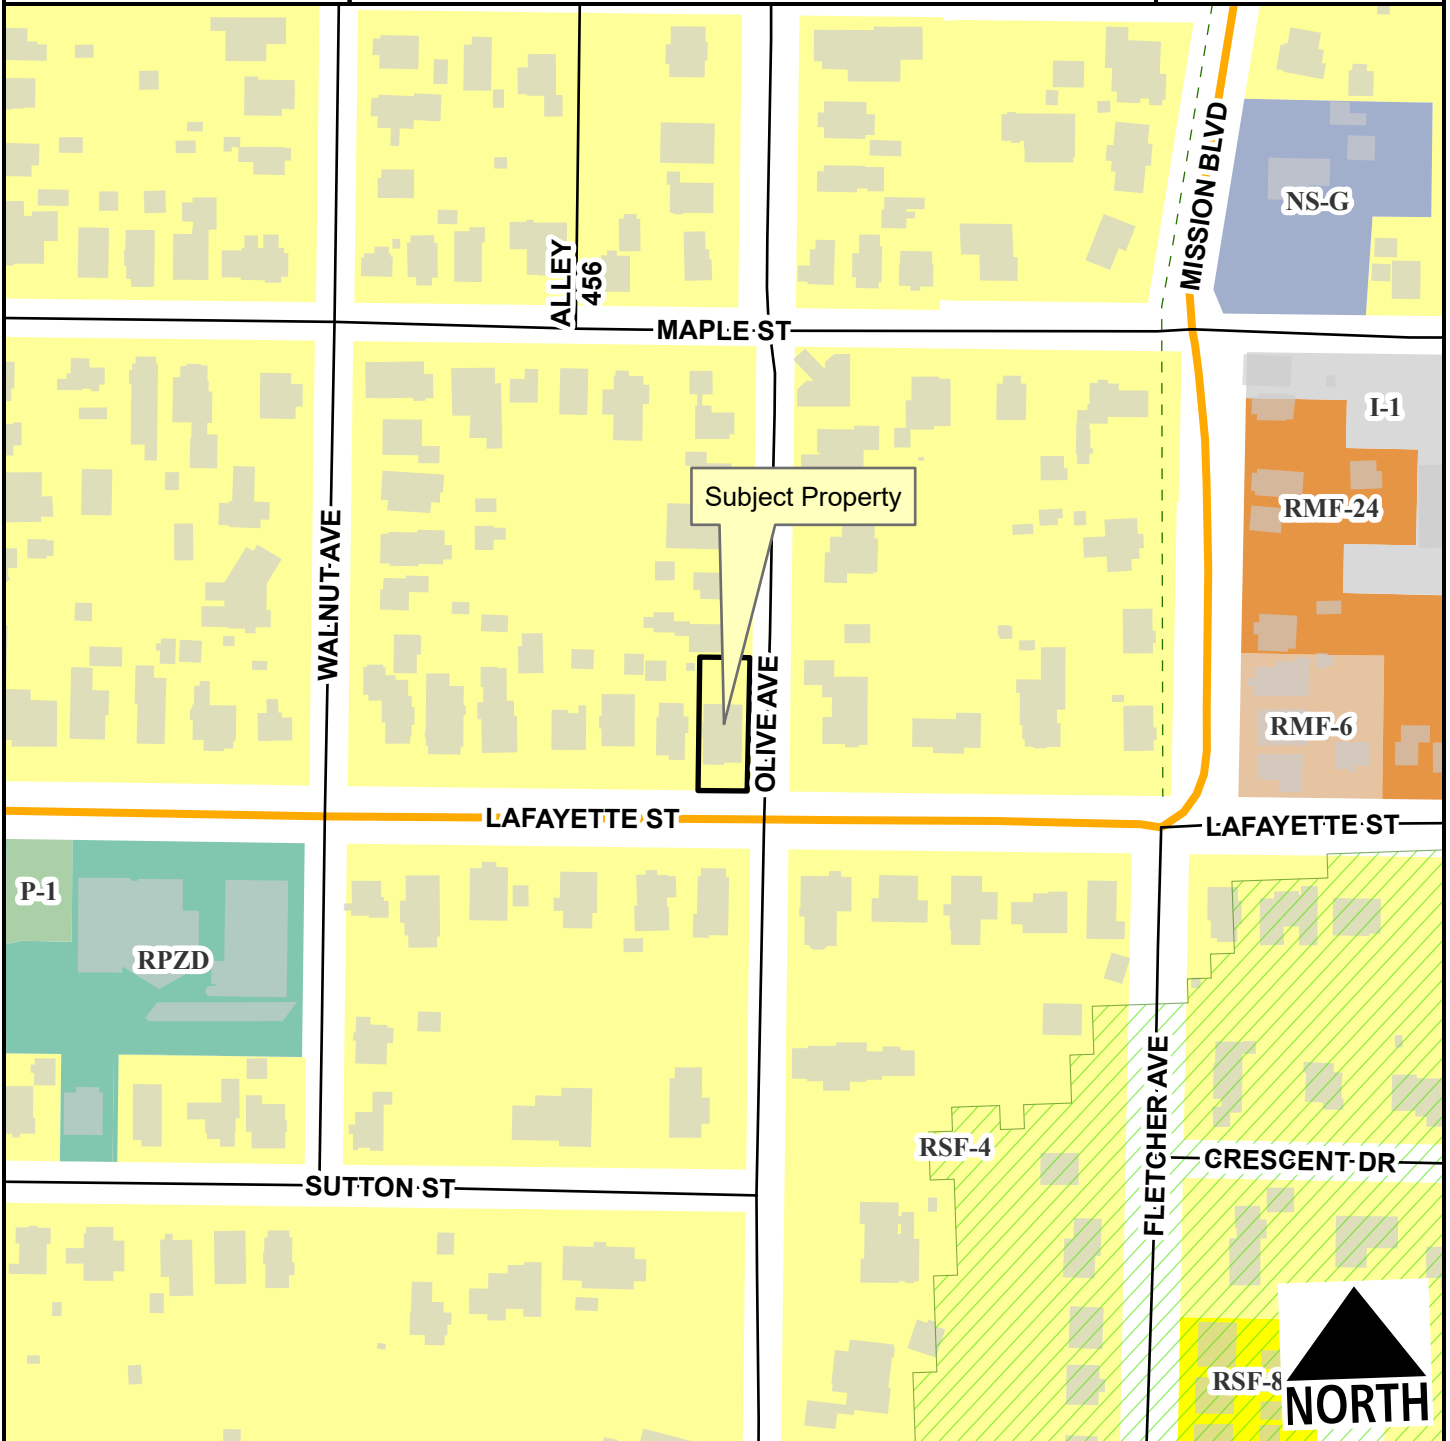 MISSION BLVD
NS-G
ALLEY
456
MAPLE ST
I-1
Subject Property
RMF-24
WALNUT AVE
OLIVE AVE
RMF-6
LAFAYETTE ST
LAFAYETTE ST
P-1
RPZD
FLETCHER AVE
RSF-4
CRESCENT DR
SUTTON ST
RSF-8
NORTH